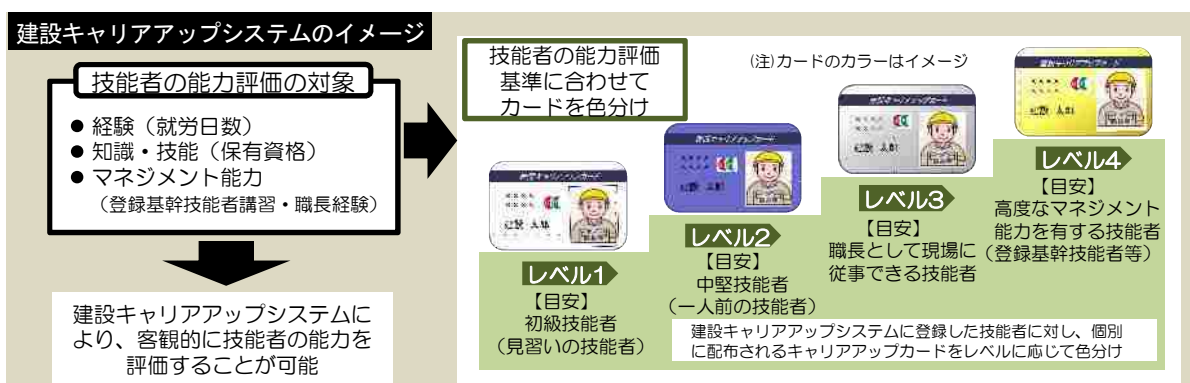 建設キャリアアップシステムのイメージ
技能者の能力評価の対象
● 経験（就労日数）
● 知識・技能（保有資格）
● マネジメント能力
（登録基幹技能者講習・職長経験）
建設キャリアアップシステムに
より、客観的に技能者の能力を
評価することが可能
技能者の能力評価
基準に合わせて
カードを色分け
(注)カードのカラーはイメージ
レベル1
【目安】
初級技能者
（見習いの技能者）
レベル2
【目安】
中堅技能者
（一人前の技能者）
レベル3
【目安】
職長として現場に
従事できる技能者
レベル4
【目安】
高度なマネジメント
能力を有する技能者
（登録基幹技能者等）
建設キャリアアップシステムに登録した技能者に対し、個別
に配布されるキャリアアップカードをレベルに応じて色分け